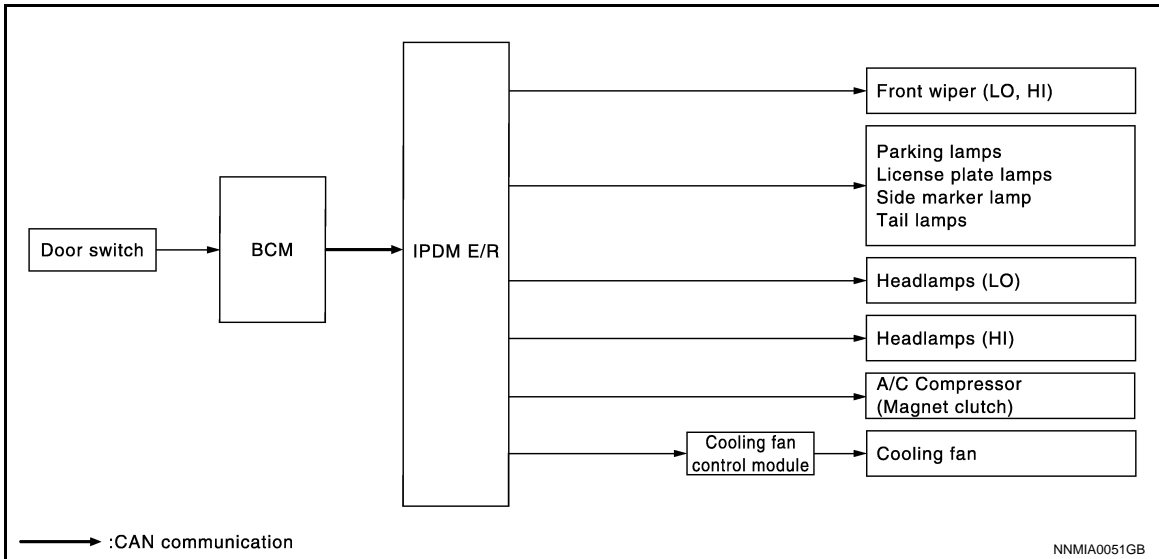 Door switch
BCM
IPDM E/R
Front wiper (LO, HI)
Parking lamps
License plate lamps
Side marker lamp
Tail lamps
Headlamps (LO)
Headlamps (HI)
A/C Compressor
(Magnet clutch)
Cooling fan
control module
Cooling fan
:CAN communication
NNMIA0051GB